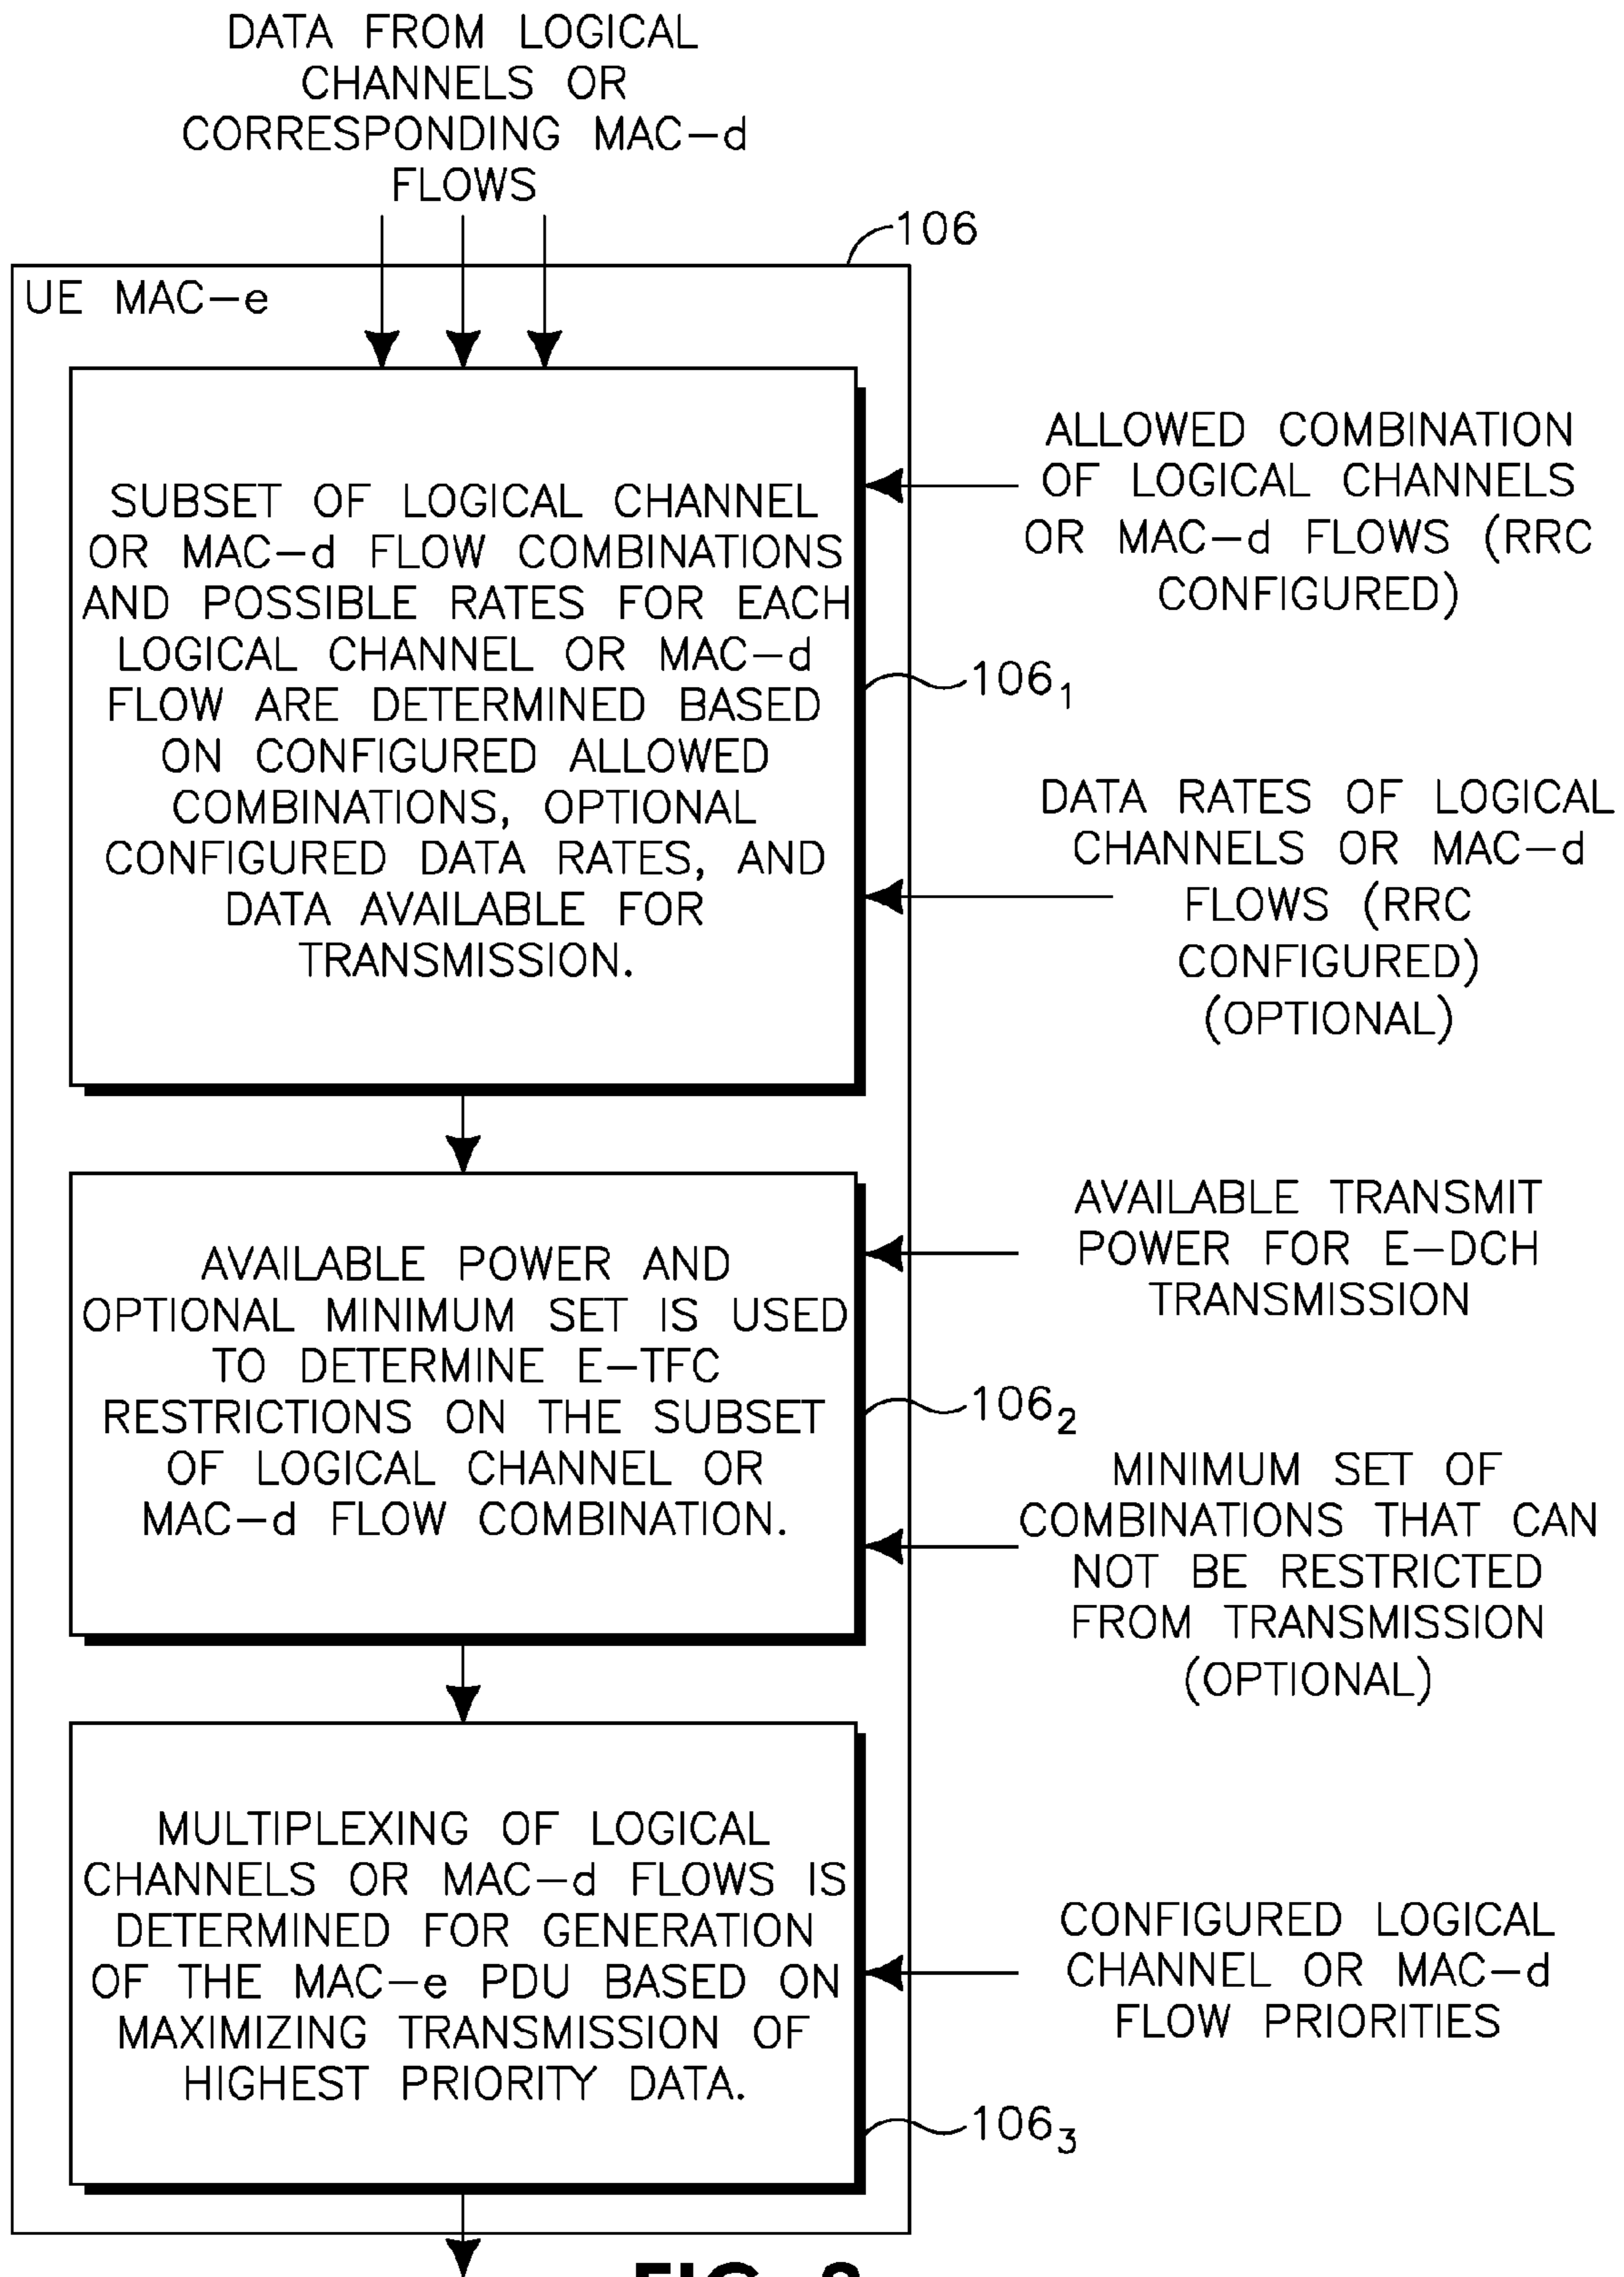 DATA FROM LOGICAL
CHANNELS OR
CORRESPONDING MAC-d
FLOWS
106
UE MAC-e
SUBSET OF LOGICAL CHANNEL
OR MAC-d FLOW COMBINATIONS
AND POSSIBLE RATES FOR EACH
LOGICAL CHANNEL OR MAC-d
FLOW ARE DETERMINED BASED
ON CONFIGURED ALLOWED
COMBINATIONS, OPTIONAL
CONFIGURED DATA RATES, AND
DATA AVAILABLE FOR
TRANSMISSION.
ALLOWED COMBINATION
OF LOGICAL CHANNELS
OR MAC-d FLOWS (RRC
CONFIGURED)
106₁
DATA RATES OF LOGICAL
CHANNELS OR MAC-d
FLOWS (RRC
CONFIGURED)
(OPTIONAL)
AVAILABLE POWER AND
OPTIONAL MINIMUM SET IS USED
TO DETERMINE E-TFC
RESTRICTIONS ON THE SUBSET
OF LOGICAL CHANNEL OR
MAC-d FLOW COMBINATION.
AVAILABLE TRANSMIT
POWER FOR E-DCH
TRANSMISSION
106₂
MINIMUM SET OF
COMBINATIONS THAT CAN
NOT BE RESTRICTED
FROM TRANSMISSION
(OPTIONAL)
MULTIPLEXING OF LOGICAL
CHANNELS OR MAC-d FLOWS IS
DETERMINED FOR GENERATION
OF THE MAC-e PDU BASED ON
MAXIMIZING TRANSMISSION OF
HIGHEST PRIORITY DATA.
CONFIGURED LOGICAL
CHANNEL OR MAC-d
FLOW PRIORITIES
106₃